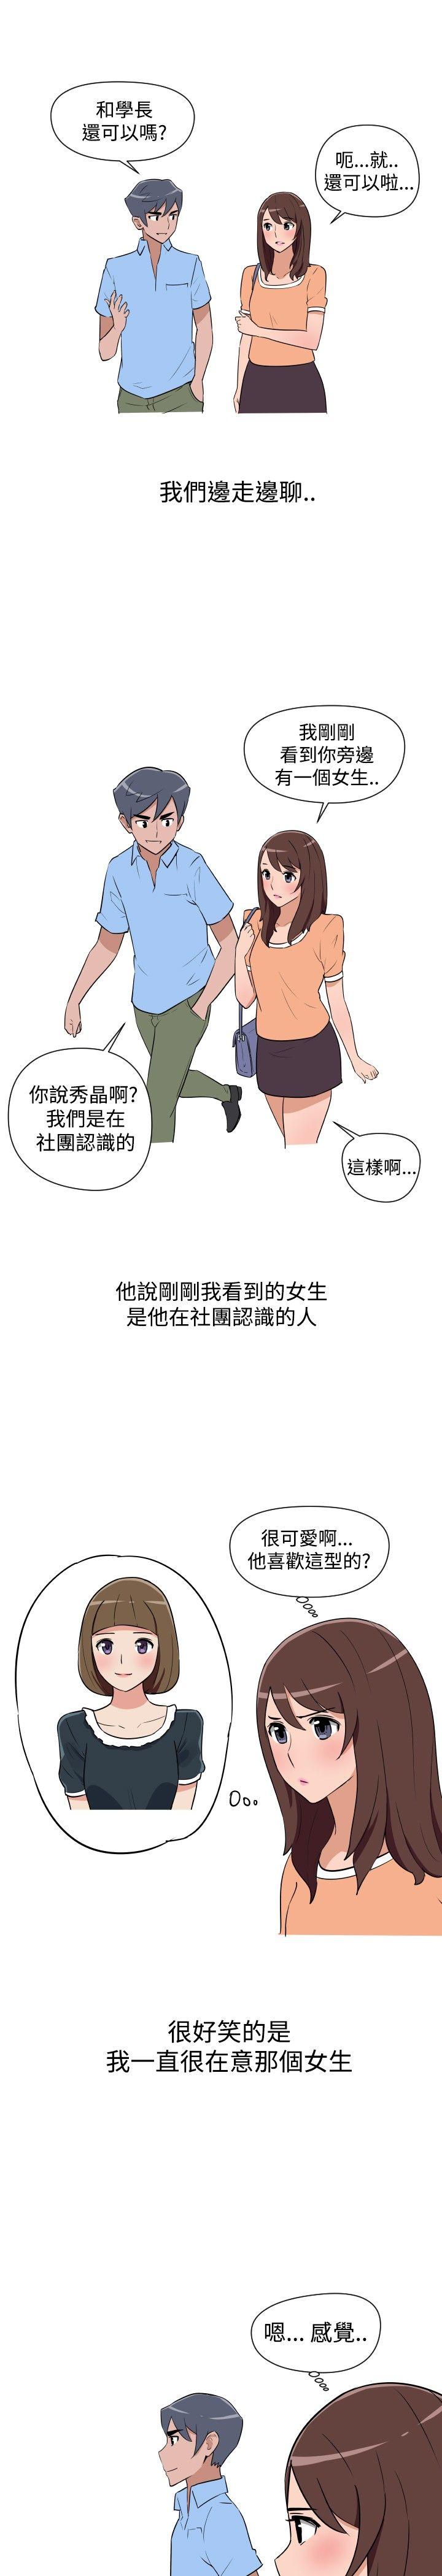 和學長
還可以嗎?
呃...就..
還可以啦...
我們邊走邊聊..
我剛剛
看到你旁邊
有一個女生..
你說秀晶啊?
我們是在
社團認識的
這樣啊...
他說剛剛我看到的女生
是他在社團認識的人
很可愛啊...
他喜歡這型的?
很好笑的是
我一直很在意那個女生
嗯... 感覺..